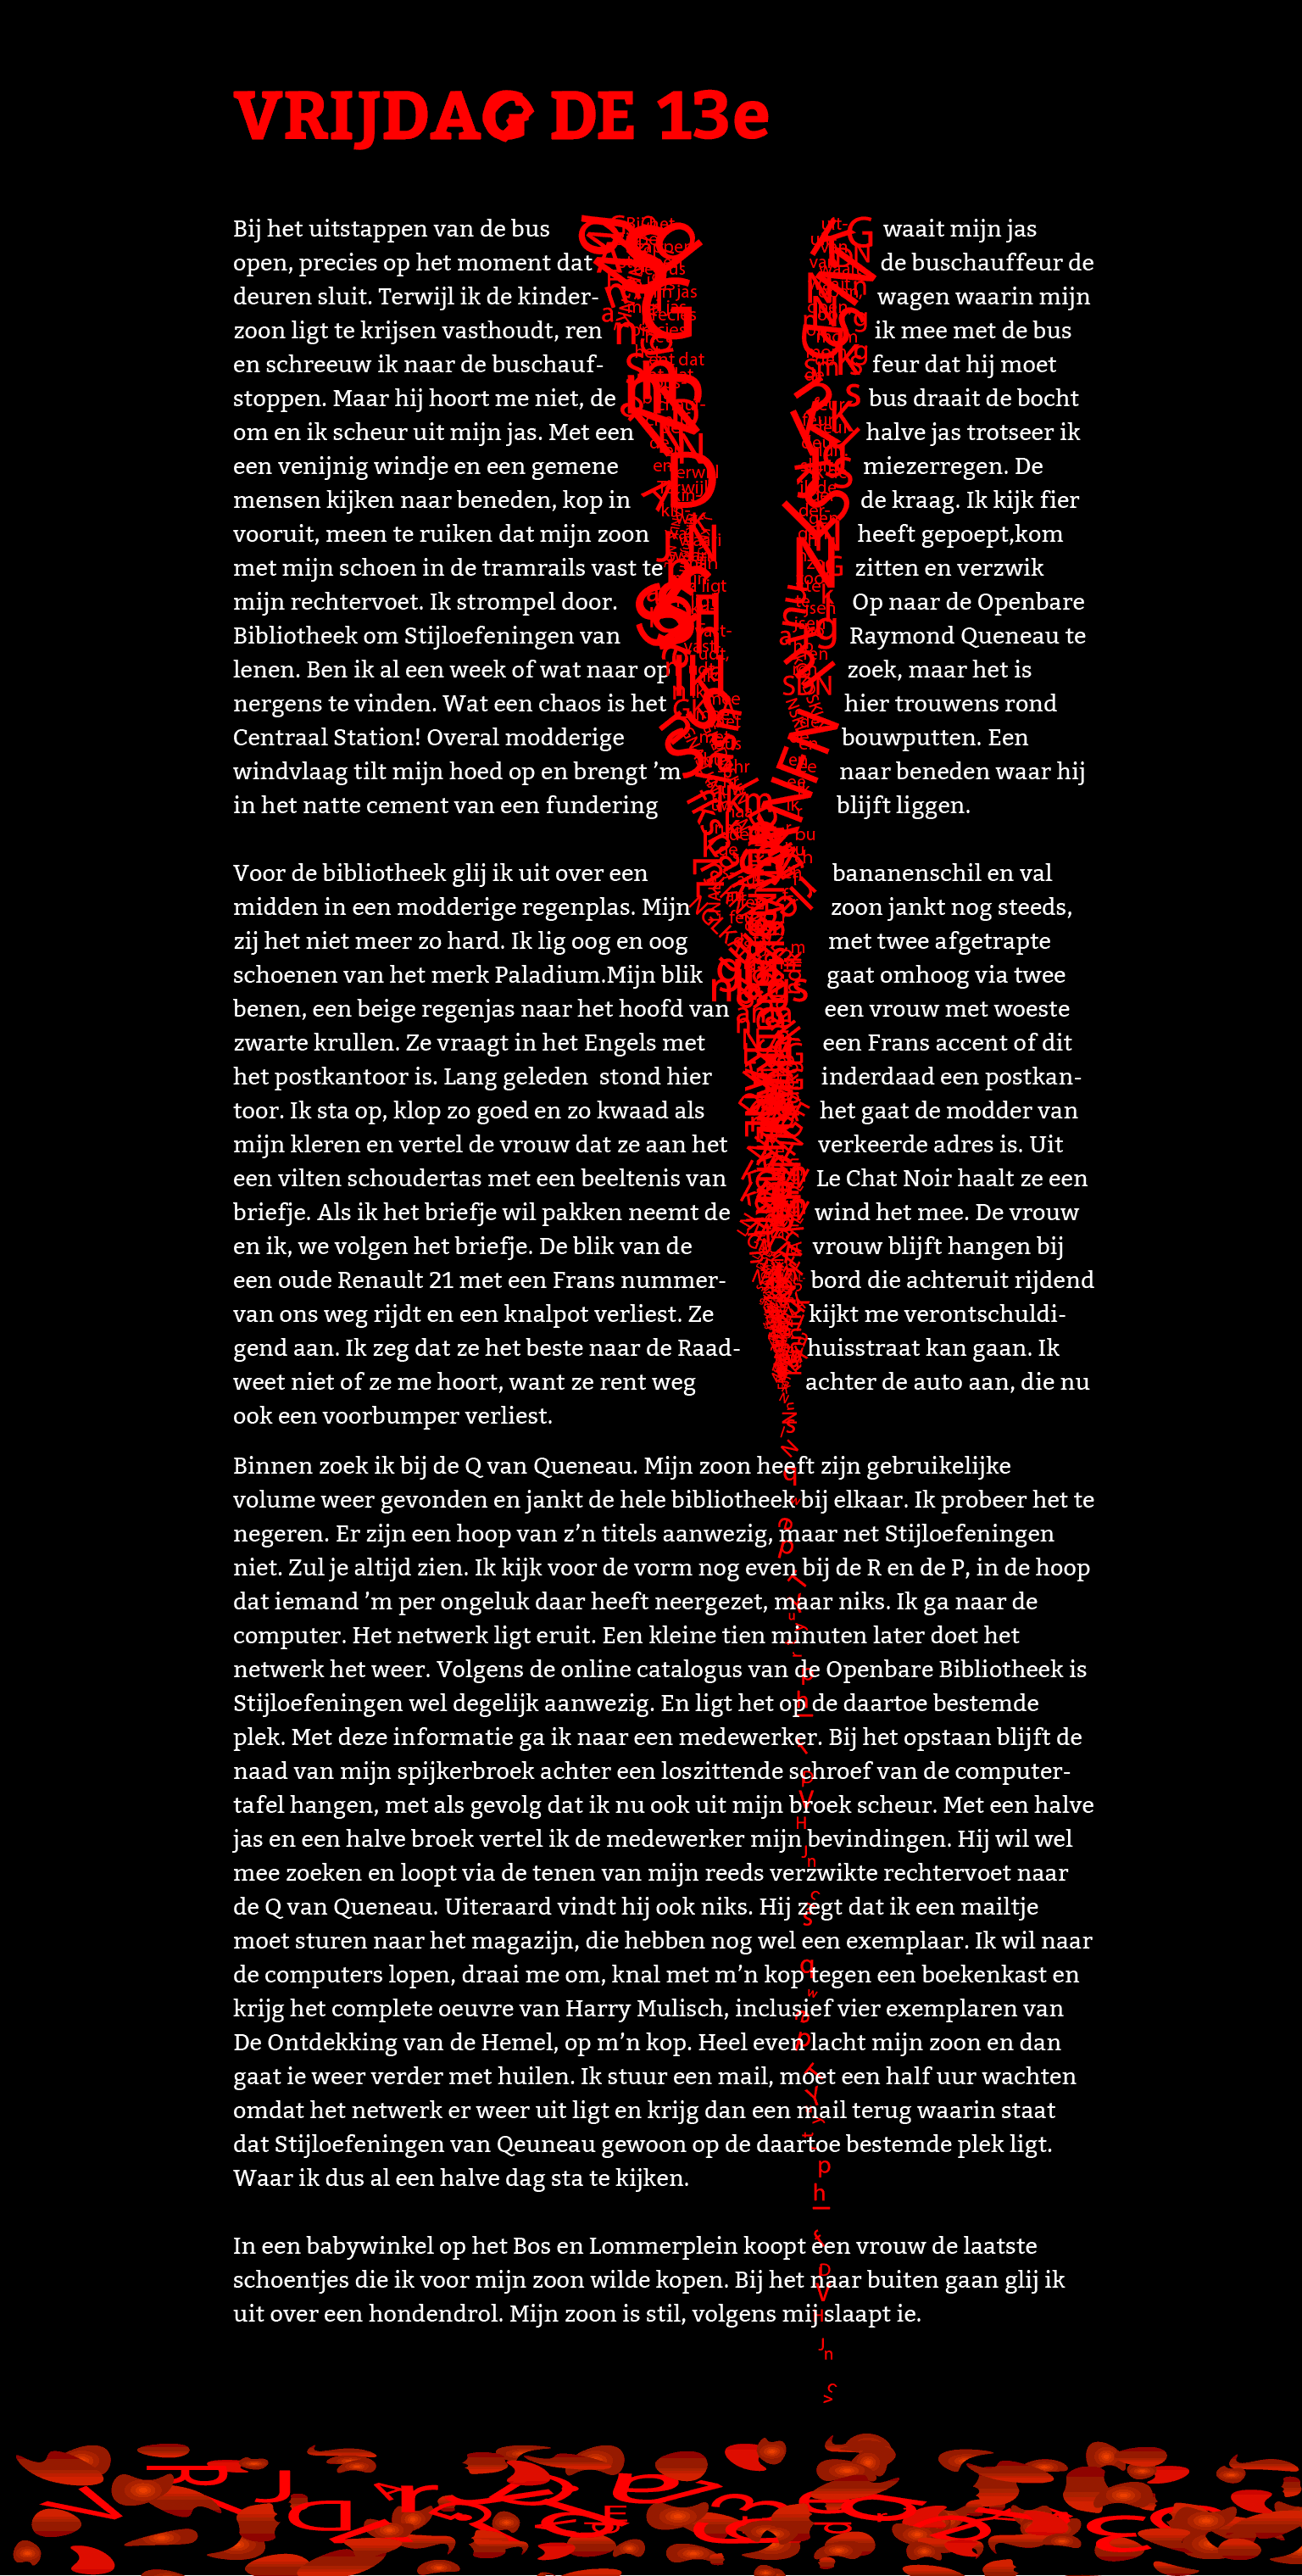 VRIJDAG DE 13e
Bij het uitstappen van de bus waait mijn jas
open, precies op het moment dat de buschauffeur de
deuren sluit. Terwijl ik de kinder- wagen waarin mijn
zoon ligt te krijsen vasthoudt, ren ik mee met de bus
en schreeuw ik naar de buschauf- feur dat hij moet
stoppen. Maar hij hoort me niet, de bus draait de bocht
om en ik scheur uit mijn jas. Met een halve jas trotseer ik
een venijnig windje en een gemene miezerregen. De
mensen kijken naar beneden, kop in de kraag. Ik kijk fier
vooruit, meen te ruiken dat mijn zoon heeft gepoept,kom
met mijn schoen in de tramrails vast te zitten en verzwik
mijn rechtervoet. Ik strompel door. Op naar de Openbare
Bibliotheek om Stijloefeningen van Raymond Queneau te
lenen. Ben ik al een week of wat naar op zoek, maar het is
nergens te vinden. Wat een chaos is het hier trouwens rond
Centraal Station! Overal modderige bouwputten. Een
windvlaag tilt mijn hoed op en brengt ’m naar beneden waar hij
in het natte cement van een fundering blijft liggen.
Voor de bibliotheek glij ik uit over een bananenschil en val
midden in een modderige regenplas. Mijn zoon jankt nog steeds,
zij het niet meer zo hard. Ik lig oog en oog met twee afgetrapte
schoenen van het merk Paladium.Mijn blik gaat omhoog via twee
benen, een beige regenjas naar het hoofd van een vrouw met woeste
zwarte krullen. Ze vraagt in het Engels met een Frans accent of dit
het postkantoor is. Lang geleden stond hier inderdaad een postkan-
toor. Ik sta op, klop zo goed en zo kwaad als het gaat de modder van
mijn kleren en vertel de vrouw dat ze aan het verkeerde adres is. Uit
een vilten schoudertas met een beeltenis van Le Chat Noir haalt ze een
briefje. Als ik het briefje wil pakken neemt de wind het mee. De vrouw
en ik, we volgen het briefje. De blik van de vrouw blijft hangen bij
een oude Renault 21 met een Frans nummer- bord die achteruit rijdend
van ons weg rijdt en een knalpot verliest. Ze kijkt me verontschuldi-
gend aan. Ik zeg dat ze het beste naar de Raad- huisstraat kan gaan. Ik
weet niet of ze me hoort, want ze rent weg achter de auto aan, die nu
ook een voorbumper verliest.
Binnen zoek ik bij de Q van Queneau. Mijn zoon heeft zijn gebruikelijke
volume weer gevonden en jankt de hele bibliotheek bij elkaar. Ik probeer het te
negeren. Er zijn een hoop van z’n titels aanwezig, maar net Stijloefeningen
niet. Zul je altijd zien. Ik kijk voor de vorm nog even bij de R en de P, in de hoop
dat iemand ’m per ongeluk daar heeft neergezet, maar niks. Ik ga naar de
computer. Het netwerk ligt eruit. Een kleine tien minuten later doet het
netwerk het weer. Volgens de online catalogus van de Openbare Bibliotheek is
Stijloefeningen wel degelijk aanwezig. En ligt het op de daartoe bestemde
plek. Met deze informatie ga ik naar een medewerker. Bij het opstaan blijft de
naad van mijn spijkerbroek achter een loszittende schroef van de computer-
tafel hangen, met als gevolg dat ik nu ook uit mijn broek scheur. Met een halve
jas en een halve broek vertel ik de medewerker mijn bevindingen. Hij wil wel
mee zoeken en loopt via de tenen van mijn reeds verzwikte rechtervoet naar
de Q van Queneau. Uiteraard vindt hij ook niks. Hij zegt dat ik een mailtje
moet sturen naar het magazijn, die hebben nog wel een exemplaar. Ik wil naar
de computers lopen, draai me om, knal met m’n kop tegen een boekenkast en
krijg het complete oeuvre van Harry Mulisch, inclusief vier exemplaren van
De Ontdekking van de Hemel, op m’n kop. Heel even lacht mijn zoon en dan
gaat ie weer verder met huilen. Ik stuur een mail, moet een half uur wachten
omdat het netwerk er weer uit ligt en krijg dan een mail terug waarin staat
dat Stijloefeningen van Qeuneau gewoon op de daartoe bestemde plek ligt.
Waar ik dus al een halve dag sta te kijken.
In een babywinkel op het Bos en Lommerplein koopt een vrouw de laatste
schoentjes die ik voor mijn zoon wilde kopen. Bij het naar buiten gaan glij ik
uit over een hondendrol. Mijn zoon is stil, volgens mij slaapt ie.